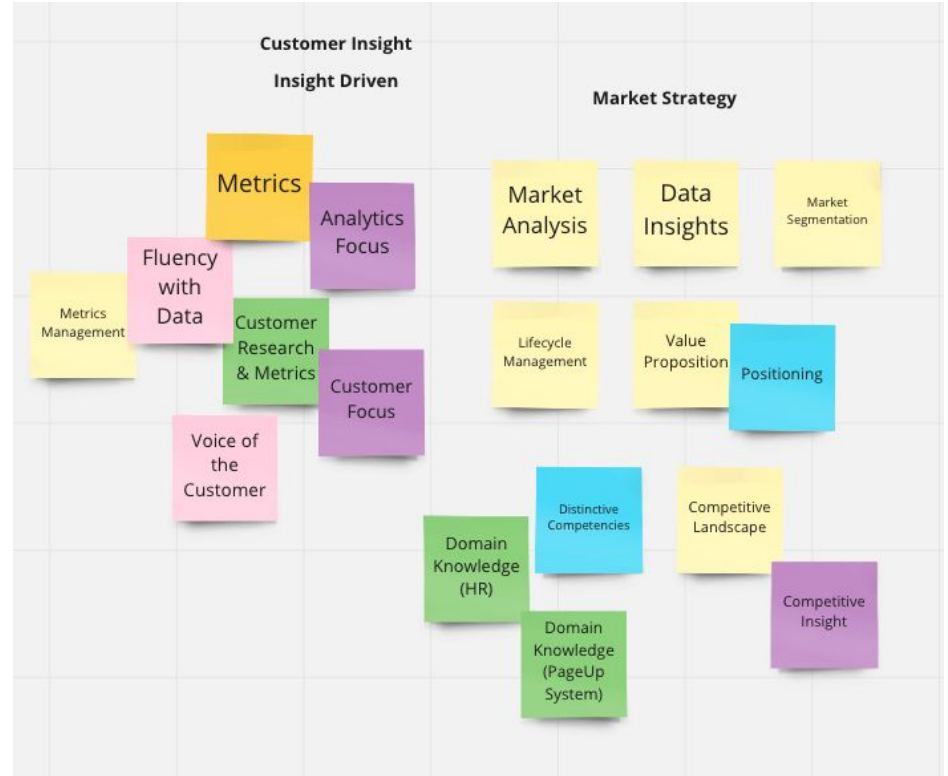 Customer Insight
Insight Driven
Metrics
Analytics
Focus
Fluency
with
Data
Metrics
Management
Customer
Research
& Metrics
Customer
Focus
Voice of
the
Customer
Market Strategy
Market
Analysis
Data
Insights
Market
Segmentation
Lifecycle
Management
Value
Proposition
Positioning
Distinctive
Competencies
Competitive
Landscape
Domain
Knowledge
(HR)
Competitive
Insight
Domain
Knowledge
(PageUp
System)